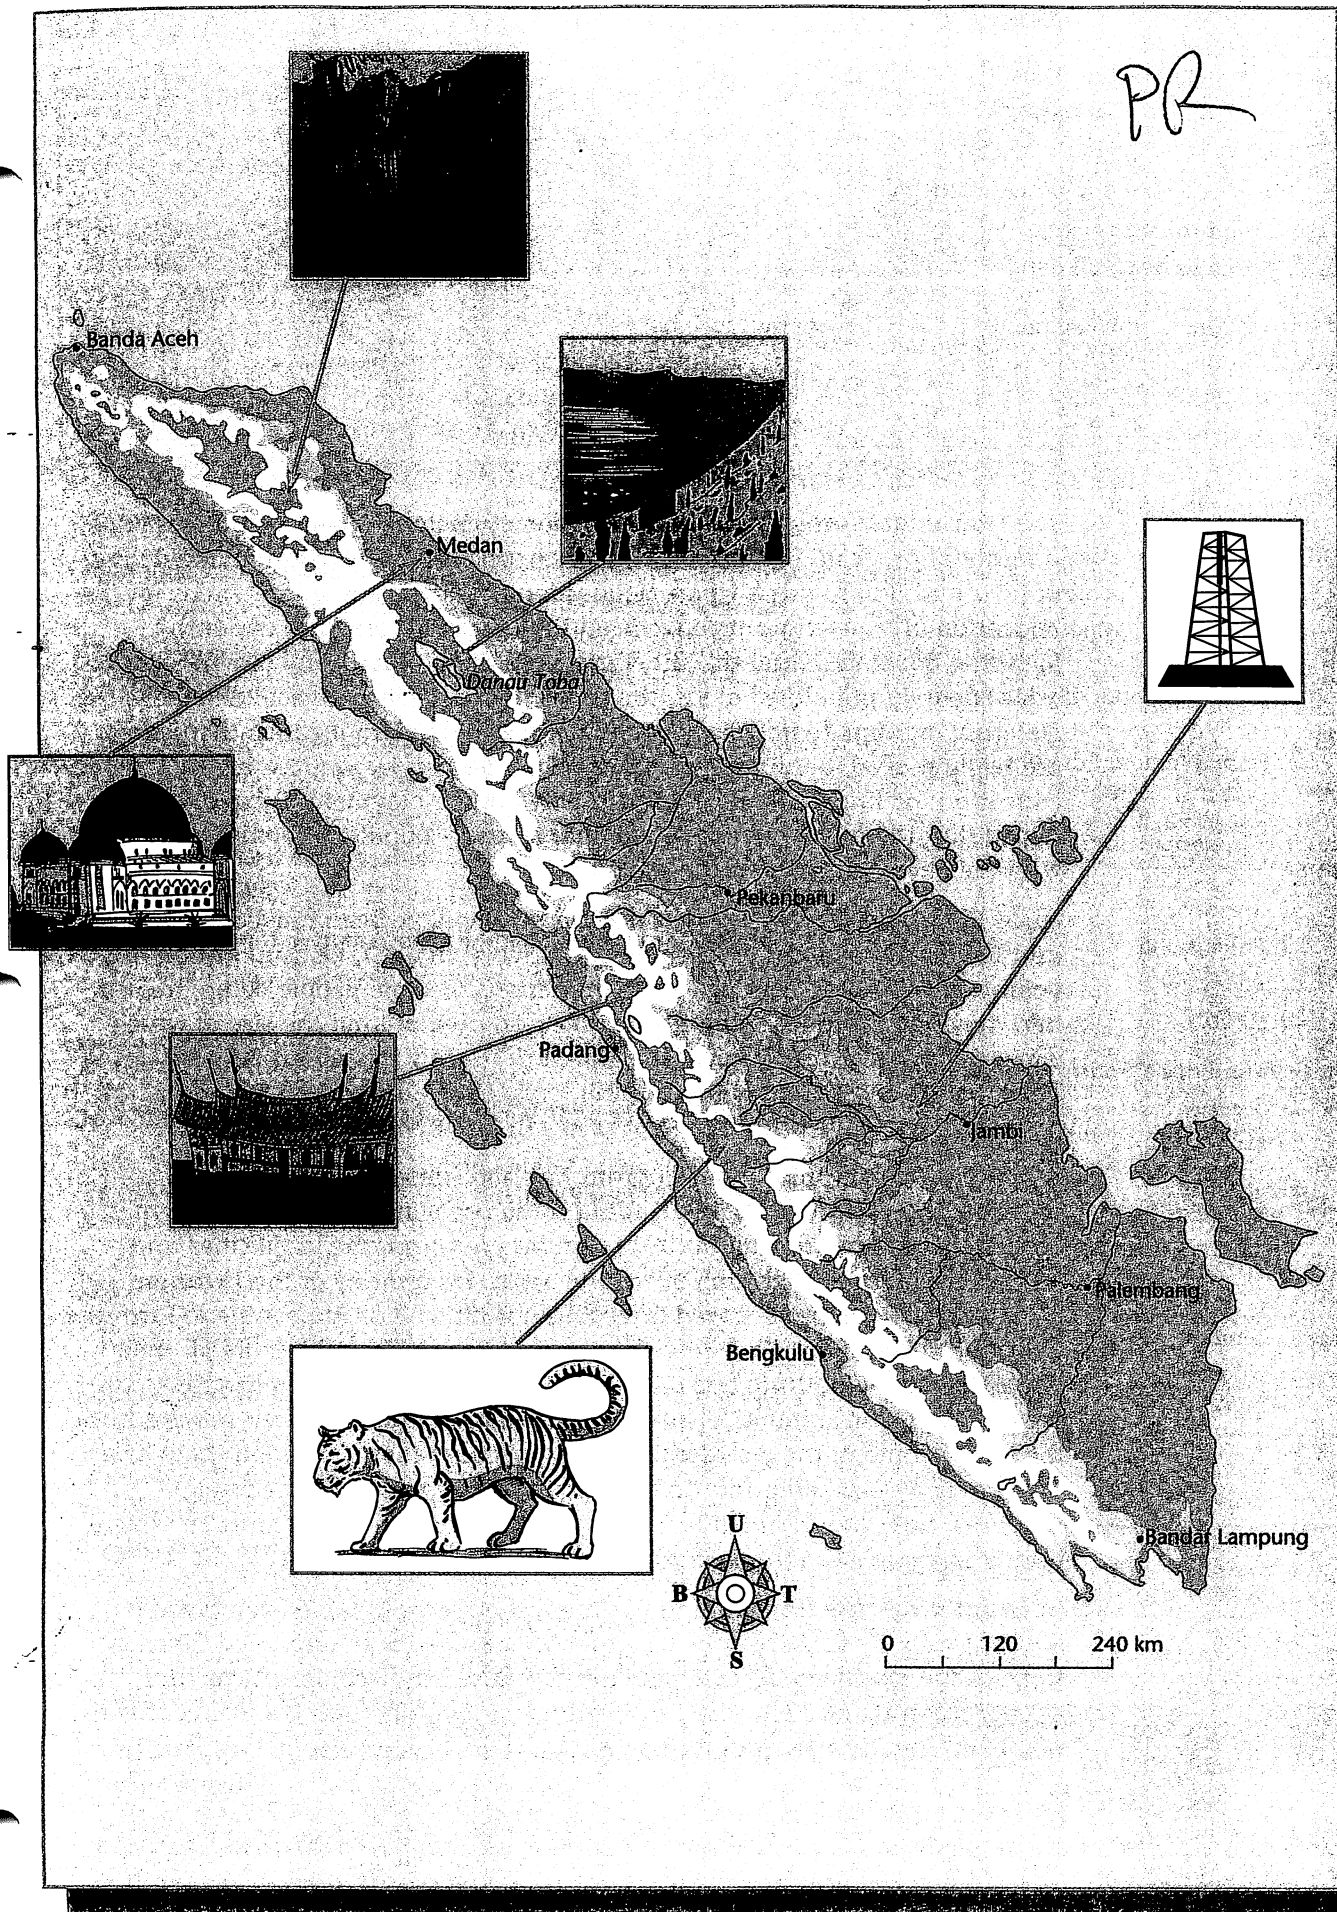 PR
Banda Aceh
Medan
Danau Toba
Pekanbaru
Padang
Jambi
Palembang
Bengkulu
Bandar Lampung
U
B T
S
0 120 240 km